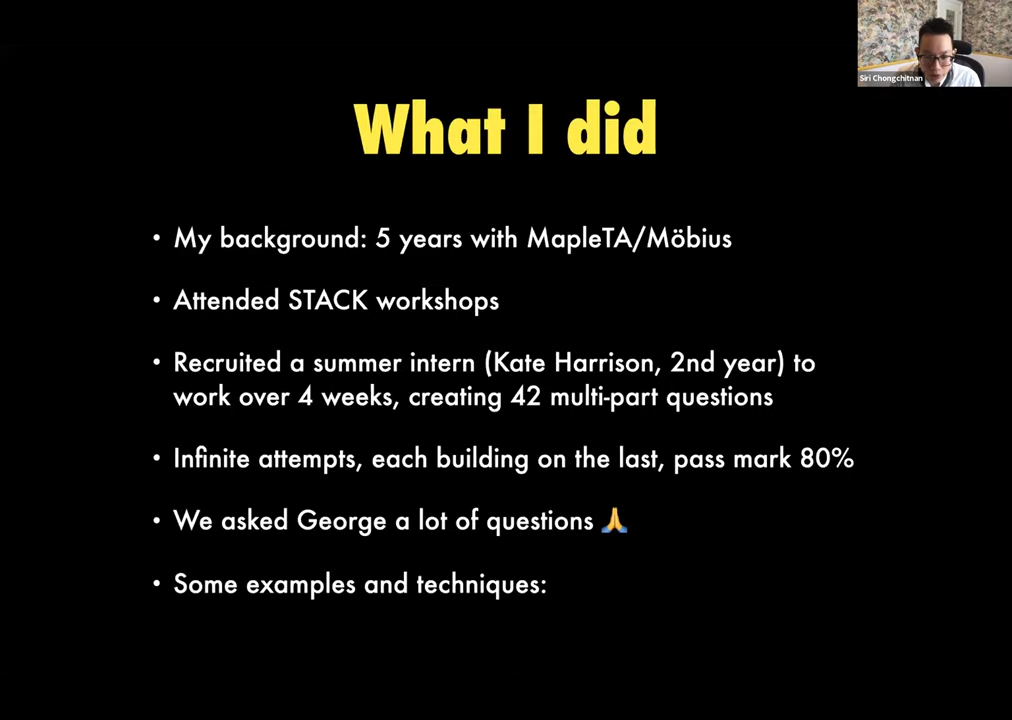 Siri Chongchitnan
What I did
• My background: 5 years with MapleTA/Möbius
• Attended STACK workshops
• Recruited a summer intern (Kate Harrison, 2nd year) to
work over 4 weeks, creating 42 multi-part questions
• Infinite attempts, each building on the last, pass mark 80%
• We asked George a lot of questions 🙏
• Some examples and techniques: